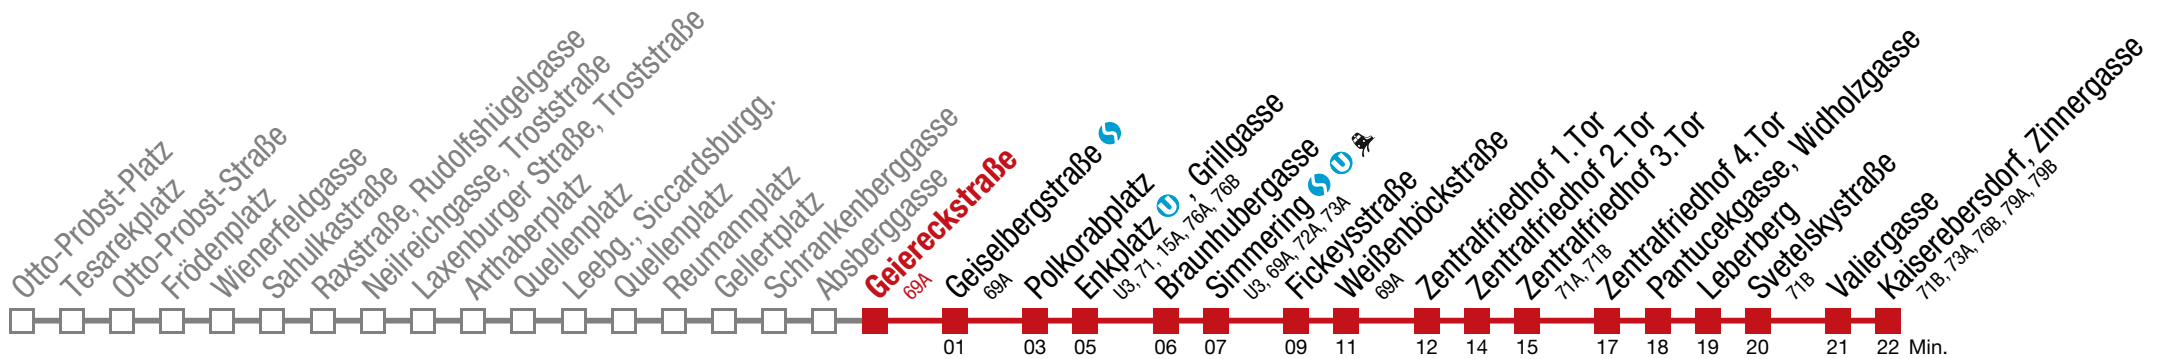 Otto-Probst-Platz
Tesarekplatz
Otto-Probst-Straße
Frödenplatz
Wienerfeldgasse
Sahulkastraße
Raxstraße, Rudolfshügelgasse
Neilreichgasse, Troststraße
Laxenburger Straße, Troststraße
Arthaberplatz
Quellenplatz
Leebg., Siccardsburgg.
Quellenplatz
Reumannplatz
Gellertplatz
Schrankenberggasse
Absberggasse
Geiereckstraße
69A
Geiselbergstraße S
69A
Polkorabplatz
Enkplatz U , Grillgasse
U3, 71, 15A, 76A, 76B
Braunhubergasse
Simmering S U
U3, 69A, 72A, 73A
Fickeysstraße
Weißenböckstraße
69A
Zentralfriedhof 1.Tor
Zentralfriedhof 2.Tor
Zentralfriedhof 3.Tor
71A, 71B
Zentralfriedhof 4.Tor
Pantucekgasse, Widholzgasse
Leberberg
Svetelskystraße
71B
Valiergasse
Kaiserebersdorf, Zinnergasse
71B, 73A, 76B, 79A, 79B
01 03 05 06 07 09 11 12 14 15 17 18 19 20 21 22 Min.